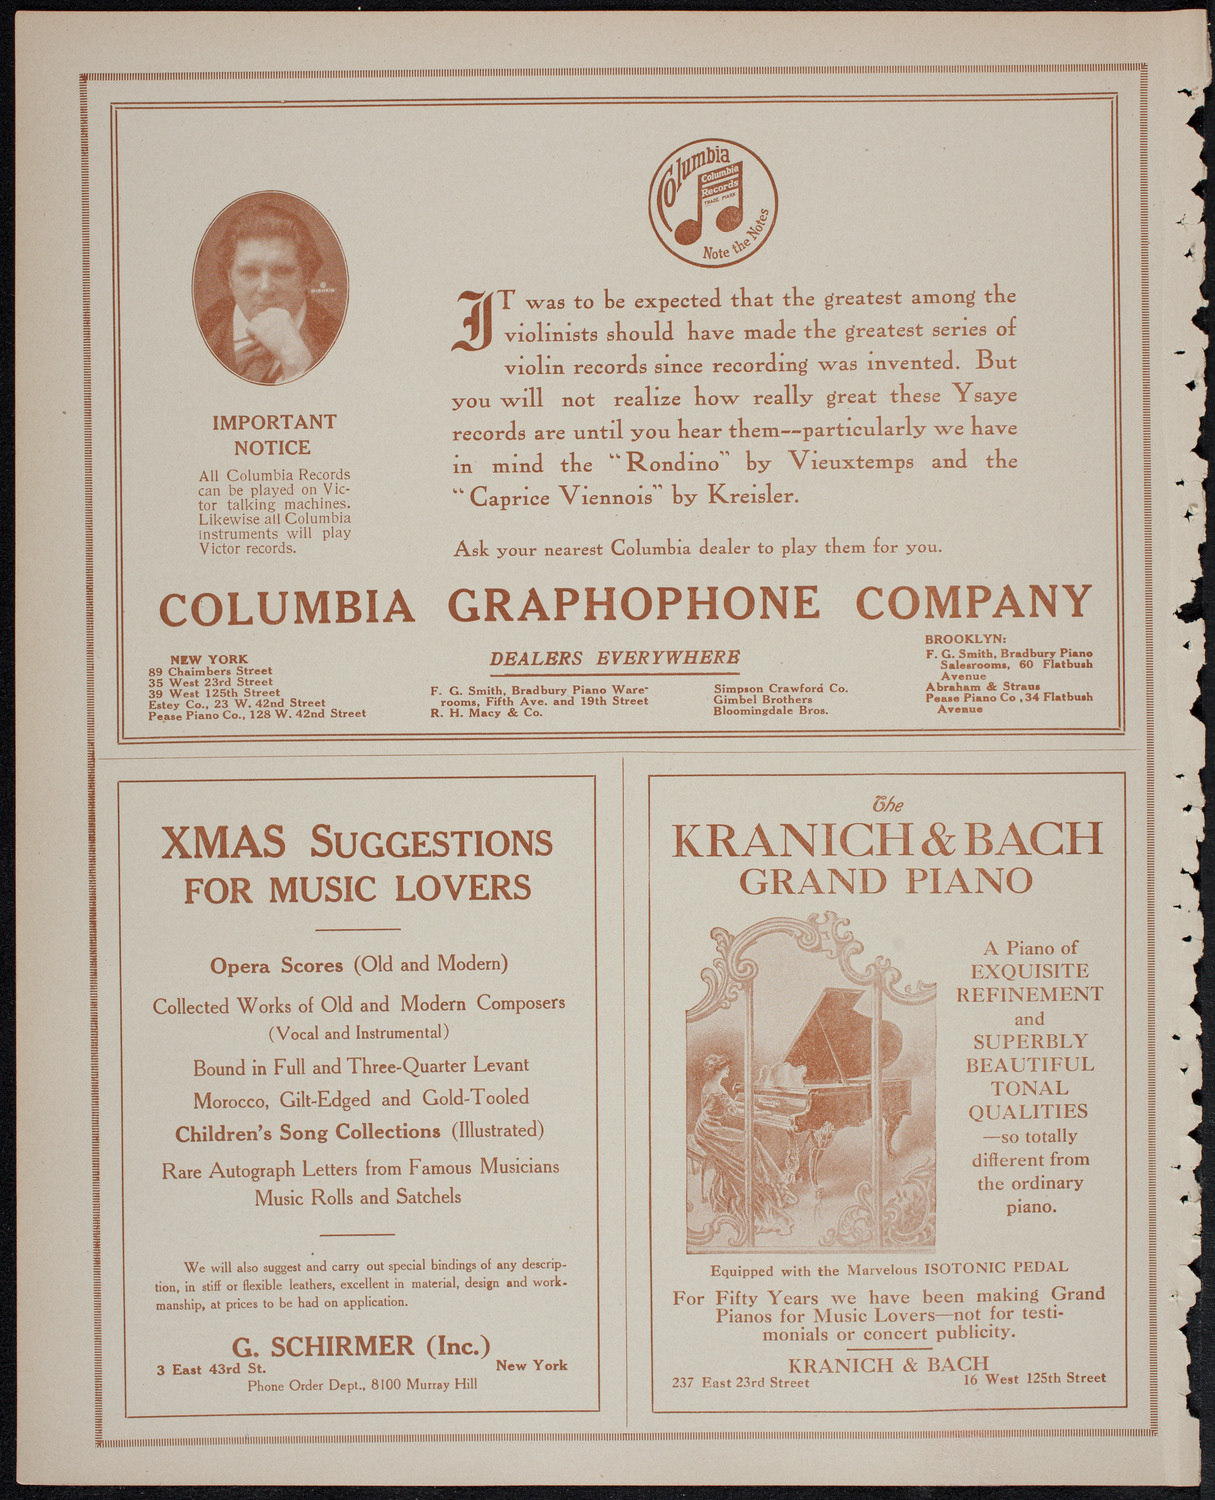 Columbia
Columbia
Records
TRADE MARK
Note the Notes
MISHKIN
IT was to be expected that the greatest among the
violinists should have made the greatest series of
violin records since recording was invented. But
you will not realize how really great these Ysaye
records are until you hear them--particularly we have
in mind the "Rondino" by Vieuxtemps and the
"Caprice Viennois" by Kreisler.
Ask your nearest Columbia dealer to play them for you.
IMPORTANT
NOTICE
All Columbia Records
can be played on Vic-
tor talking machines.
Likewise all Columbia
instruments will play
Victor records.
COLUMBIA GRAPHOPHONE COMPANY
NEW YORK
89 Chaimbers Street
35 West 23rd Street
39 West 125th Street
Estey Co., 23 W. 42nd Street
Pease Piano Co., 128 W. 42nd Street
DEALERS EVERYWHERE
F. G. Smith, Bradbury Piano Ware-
rooms, Fifth Ave. and 19th Street
R. H. Macy & Co.
Simpson Crawford Co.
Gimbel Brothers
Bloomingdale Bros.
BROOKLYN:
F. G. Smith, Bradbury Piano
Salesrooms, 60 Flatbush
Avenue
Abraham & Straus
Pease Piano Co , 34 Flatbush
Avenue
XMAS SUGGESTIONS
FOR MUSIC LOVERS
Opera Scores (Old and Modern)
Collected Works of Old and Modern Composers
(Vocal and Instrumental)
Bound in Full and Three-Quarter Levant
Morocco, Gilt-Edged and Gold-Tooled
Children's Song Collections (Illustrated)
Rare Autograph Letters from Famous Musicians
Music Rolls and Satchels
We will also suggest and carry out special bindings of any descrip-
tion, in stiff or flexible leathers, excellent in material, design and work-
manship, at prices to be had on application.
G. SCHIRMER (Inc.)
3 East 43rd St. New York
Phone Order Dept., 8100 Murray Hill
The
KRANICH & BACH
GRAND PIANO
A Piano of
EXQUISITE
REFINEMENT
and
SUPERBLY
BEAUTIFUL
TONAL
QUALITIES
—so totally
different from
the ordinary
piano.
Equipped with the Marvelous ISOTONIC PEDAL
For Fifty Years we have been making Grand
Pianos for Music Lovers—not for testi-
monials or concert publicity.
KRANICH & BACH
237 East 23rd Street 16 West 125th Street